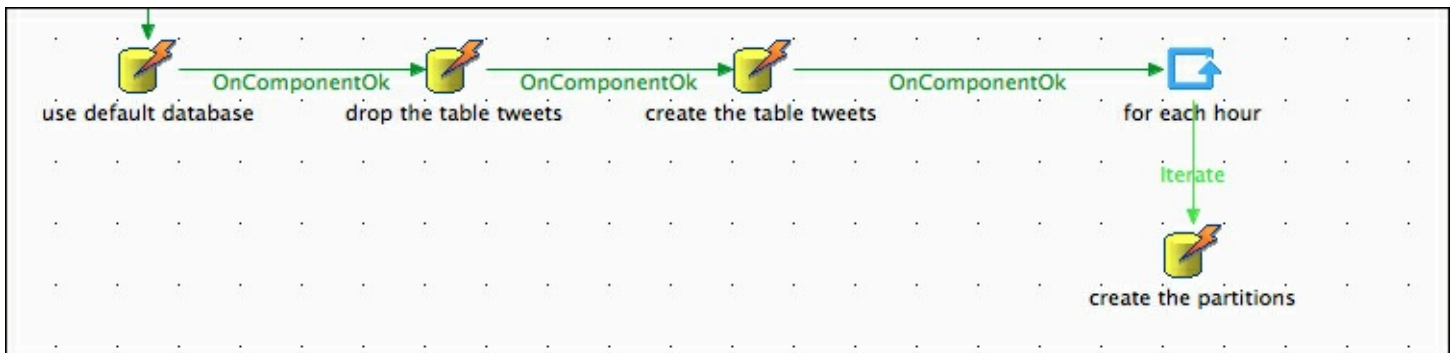 OnComponentOk OnComponentOk OnComponentOk
use default database drop the table tweets create the table tweets for each hour
Iterate
create the partitions